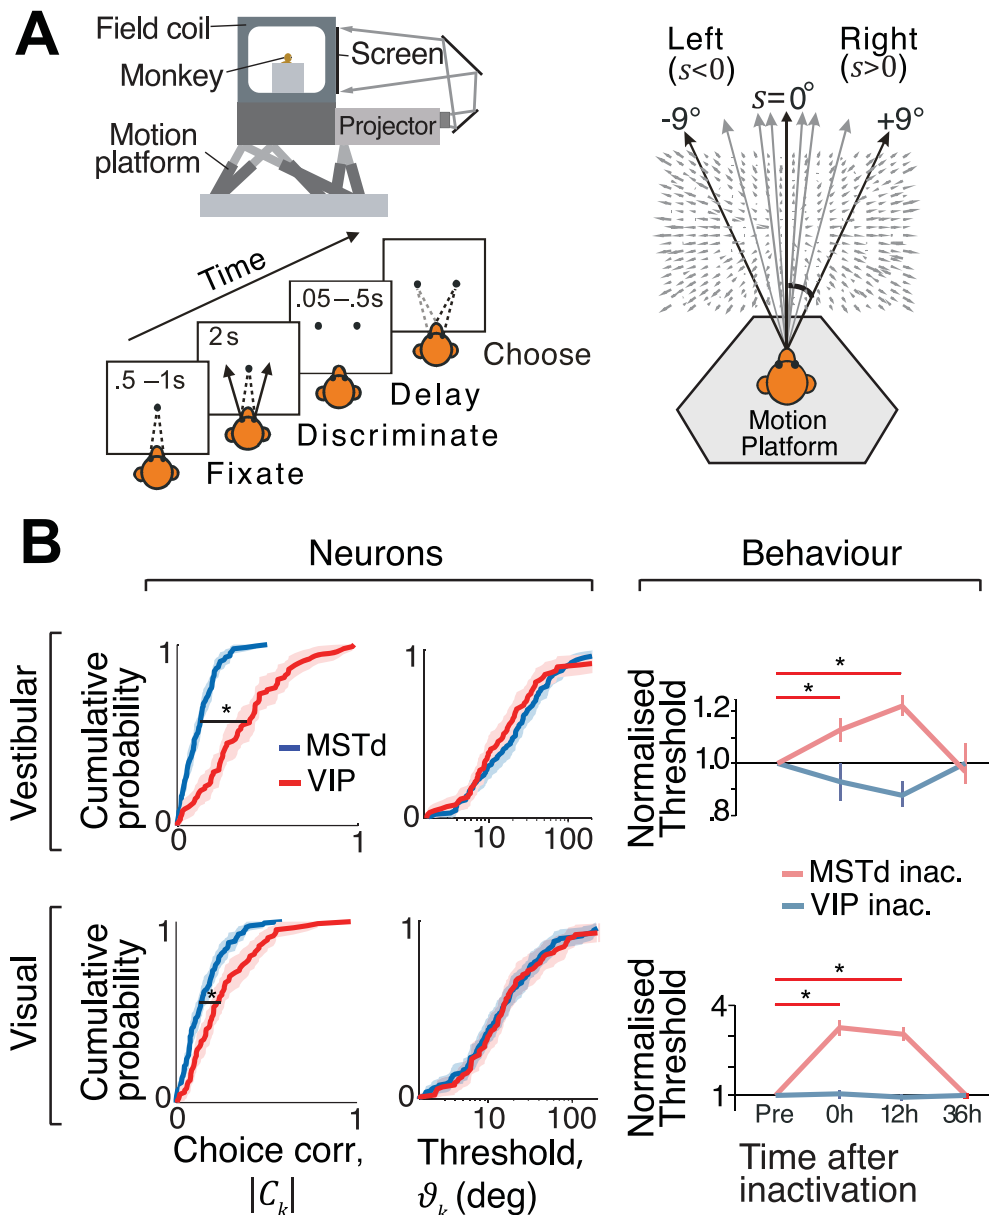 A
Field coil
Monkey
Screen
Motion
platform
Projector
Time
.5 –1s
2s
.05–.5s
Fixate
Discriminate
Delay
Choose
Left
(s<0)
Right
(s>0)
s=0°
-9°
+9°
Motion
Platform
B
Neurons
Behaviour
Vestibular
Cumulative
probability
1
0
0
1
*
MSTd
VIP
1
0
10
100
Normalised
Threshold
1.2
1.0
.8
*
*
MSTd inac.
VIP inac.
Visual
Cumulative
probability
1
0
0
1
*
Choice corr,
|C_k|
1
0
10
100
Threshold,
ϑ_k (deg)
Normalised
Threshold
4
1
*
*
Pre
0h
12h
36h
Time after
inactivation